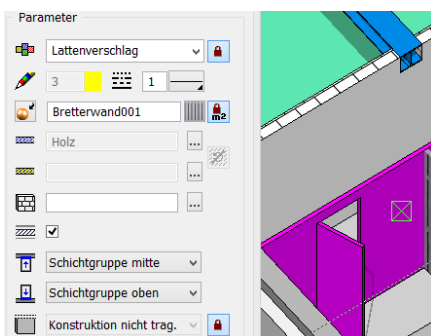 Parameter
Lattenverschlag
3 1
Bretterwand001 m2
Holz ...
...
...
Schichtgruppe mitte
Schichtgruppe oben
Konstruktion nicht trag.